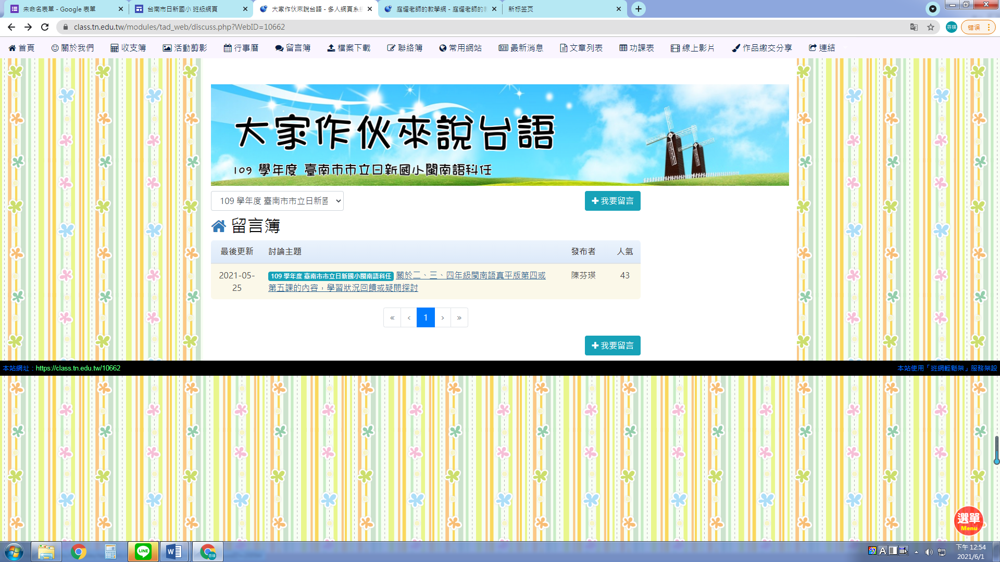 未命名表單 - Google 表單
台南市日新國小 班級網頁
大家作伙來說台語 - 多人網頁系統
庭燿老師的教學網 - 庭燿老師的
新标签页
class.tn.edu.tw/modules/tad_web/discuss.php?WebID=10662
芬瑛
错误
首頁 關於我們 收支簿 活動剪影 行事曆 留言簿 檔案下載 聯絡簿 常用網站 最新消息 文章列表 功課表 線上影片 作品繳交分享 連結
大家作伙來說台語
109 學年度 臺南市市立日新國小閩南語科任
109 學年度 臺南市市立日新國
我要留言
留言簿
最後更新 討論主題 發布者 人氣
2021-05-25 109 學年度 臺南市市立日新國小閩南語科任 關於二、三、四年級閩南語真平版第四或 陳芬瑛 43
第五課的內容，學習狀況回饋或疑問探討
« ‹ 1 › »
我要留言
本站網址：https://class.tn.edu.tw/10662
本站使用「班網輕鬆架」服務架設
選單
Menu
LINE
W
芬瑛
A
下午 12:54
2021/6/1